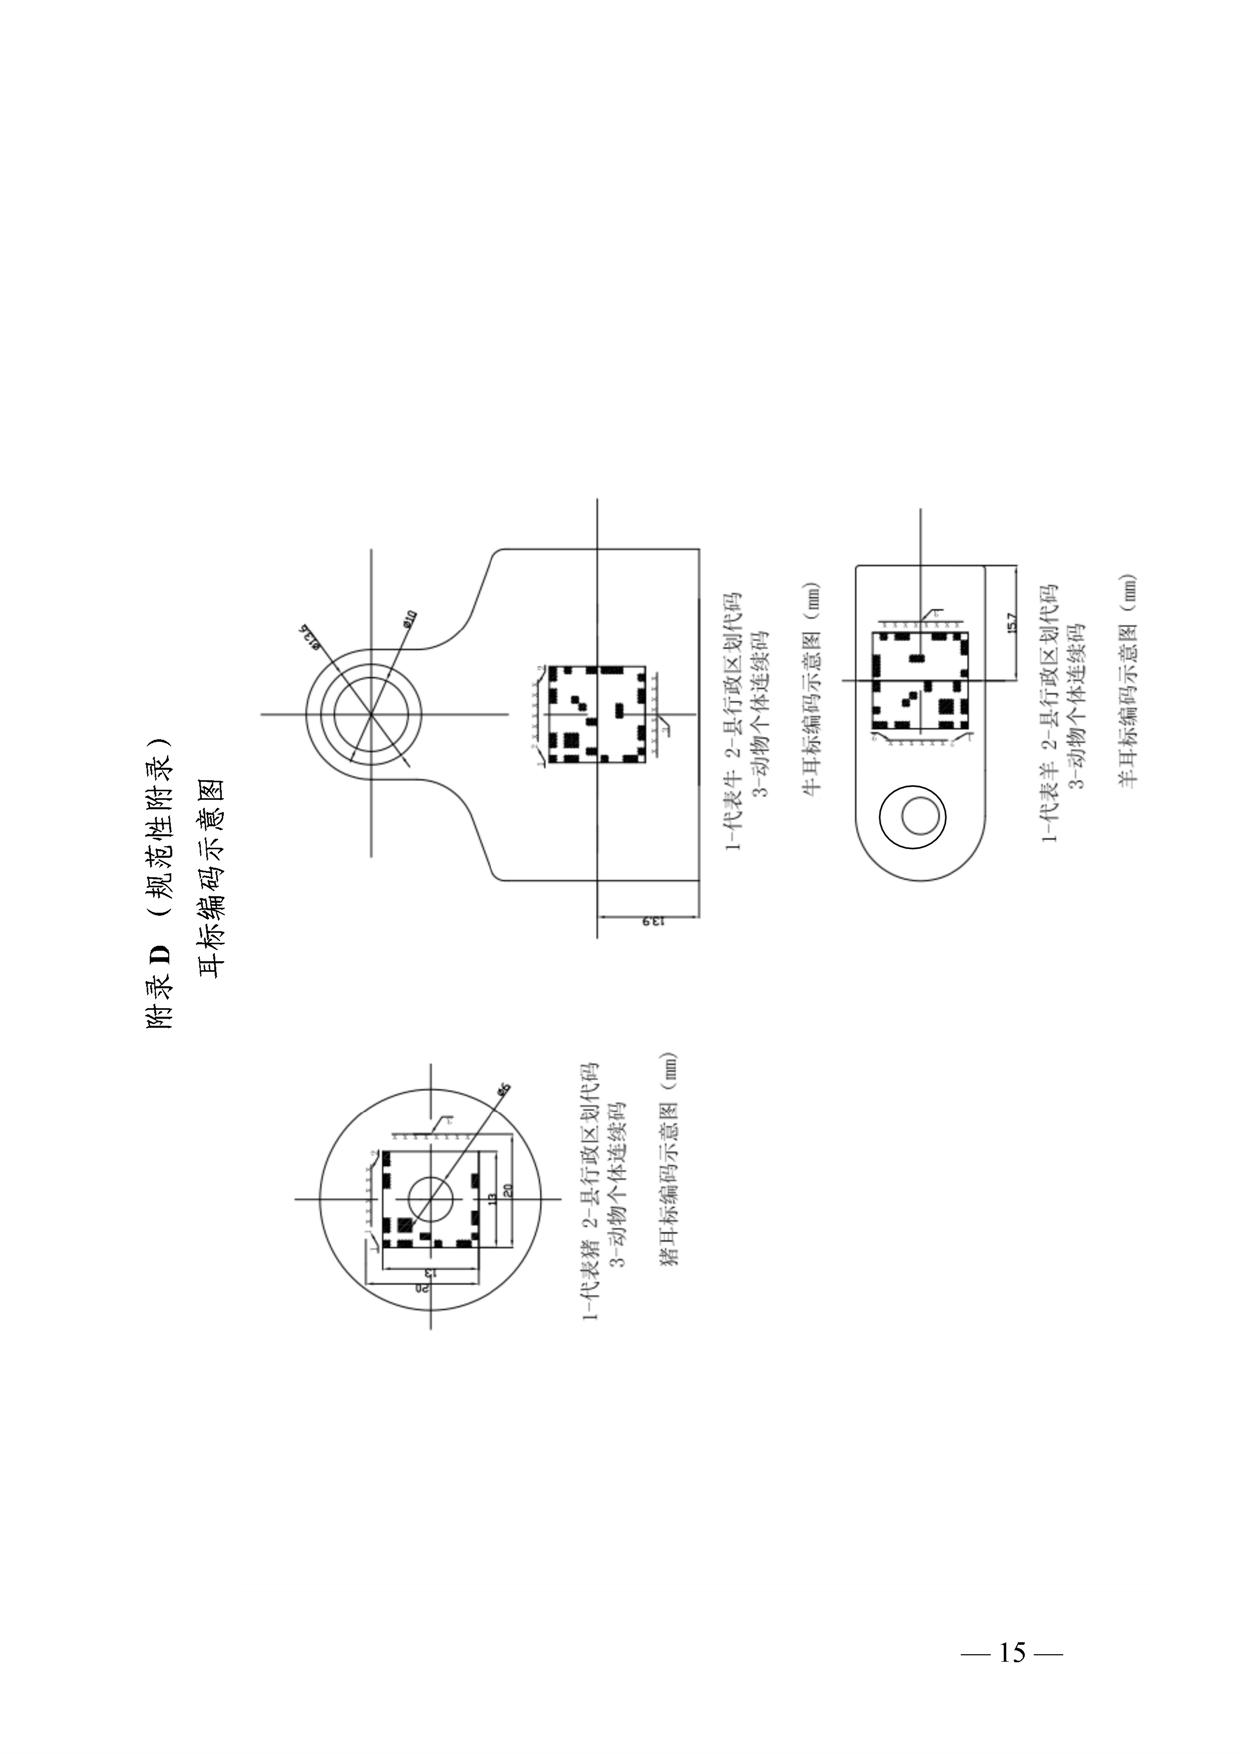 附录 D （规范性附录）
耳标编码示意图
ø6
13
20
13
20
1-代表猪 2-县行政区划代码
3-动物个体连续码
猪耳标编码示意图（mm）
ø13.6
ø10
13.9
1-代表牛 2-县行政区划代码
3-动物个体连续码
牛耳标编码示意图（mm）
15.7
1-代表羊 2-县行政区划代码
3-动物个体连续码
羊耳标编码示意图（mm）
— 15 —